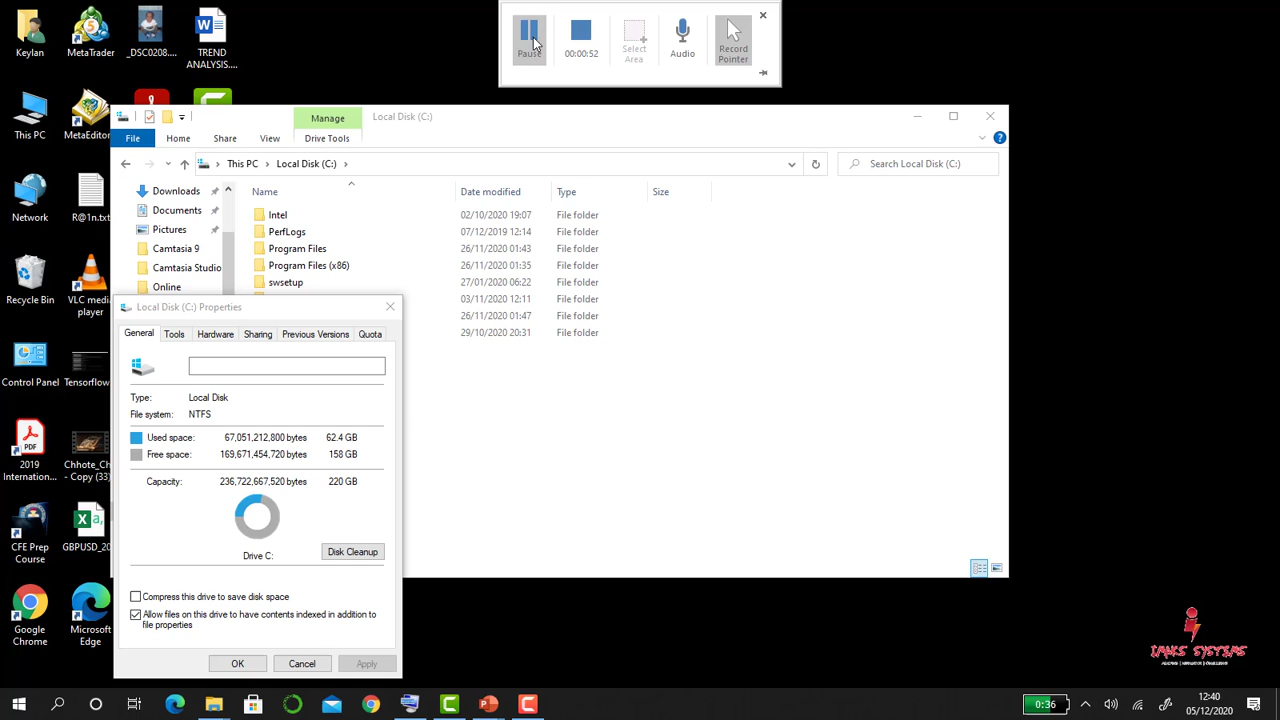 Pause
00:00:52
Select Area
Audio
Record Pointer
Keylan
MetaTrader
_DSC0208....
TREND ANALYSIS....
This PC
MetaEditor
Network
R@1n.txt
Recycle Bin
VLC media player
Control Panel
Tensorflow
2019 Internation...
Chhote_Ch - Copy (33)
CFE Prep Course
GBPUSD_20
Google Chrome
Microsoft Edge
Manage
Local Disk (C:)
File
Home
Share
View
Drive Tools
This PC
Local Disk (C:)
Search Local Disk (C:)
Downloads
Documents
Pictures
Camtasia 9
Camtasia Studio
Online
Name
Date modified
Type
Size
Intel
02/10/2020 19:07
File folder
PerfLogs
07/12/2019 12:14
File folder
Program Files
26/11/2020 01:43
File folder
Program Files (x86)
26/11/2020 01:35
File folder
swsetup
27/01/2020 06:22
File folder
03/11/2020 12:11
File folder
26/11/2020 01:47
File folder
29/10/2020 20:31
File folder
Local Disk (C:) Properties
General
Tools
Hardware
Sharing
Previous Versions
Quota
Type:
Local Disk
File system:
NTFS
Used space:
67,051,212,800 bytes
62.4 GB
Free space:
169,671,454,720 bytes
158 GB
Capacity:
236,722,667,520 bytes
220 GB
Drive C:
Disk Cleanup
Compress this drive to save disk space
Allow files on this drive to have contents indexed in addition to
file properties
OK
Cancel
Apply
SYSTEMS
0:36
12:40
05/12/2020